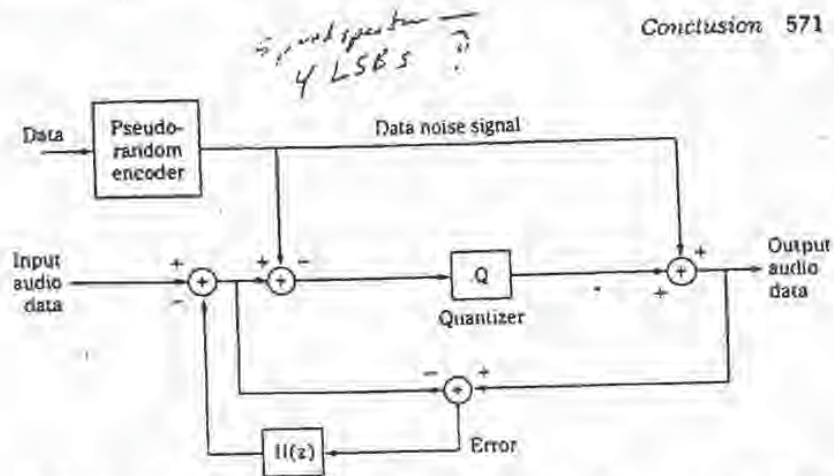 Conclusion 571
4 LSBs ?
Data
Pseudo-
random
encoder
Data noise signal
Input
audio
data
+
−
+
+
−
+
Q
Quantizer
+
+
+
Output
audio
data
−
+
+
Error
H(z)